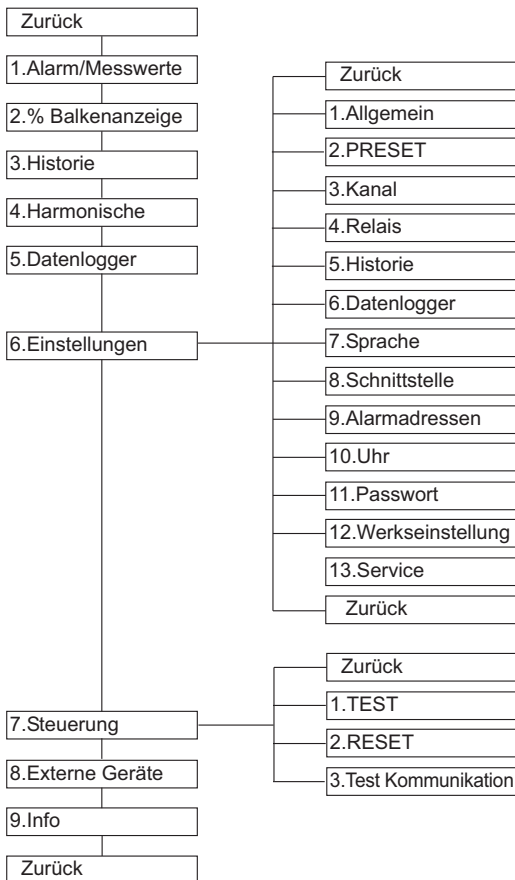 Zurück
1.Alarm/Messwerte
2.% Balkenanzeige
3.Historie
4.Harmonische
5.Datenlogger
6.Einstellungen
Zurück
1.Allgemein
2.PRESET
3.Kanal
4.Relais
5.Historie
6.Datenlogger
7.Sprache
8.Schnittstelle
9.Alarmadressen
10.Uhr
11.Passwort
12.Werkseinstellung
13.Service
Zurück
7.Steuerung
Zurück
1.TEST
2.RESET
3.Test Kommunikation
8.Externe Geräte
9.Info
Zurück